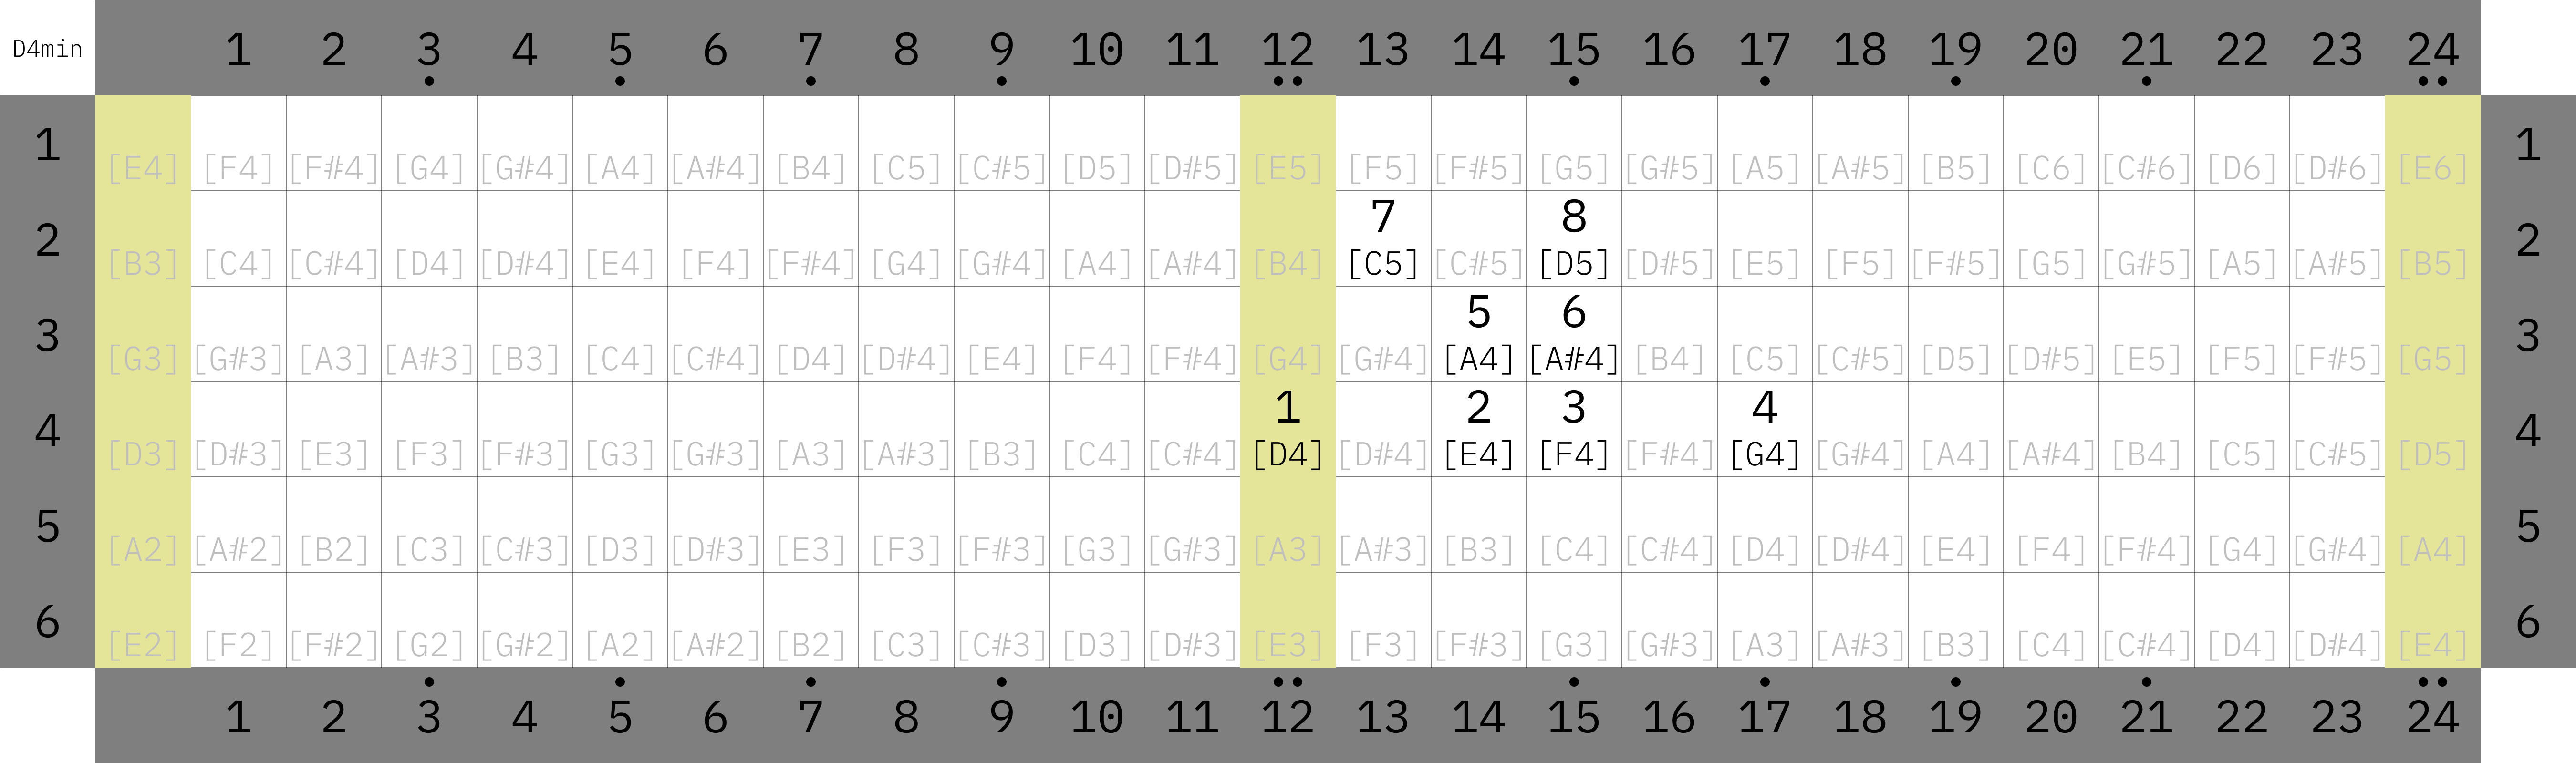 D4min 1 2 3 4 5 6 7 8 9 10 11 12 13 14 15 16 17 18 19 20 21 22 23 24
1 [E4] [F4] [F#4] [G4] [G#4] [A4] [A#4] [B4] [C5] [C#5] [D5] [D#5] [E5] [F5] [F#5] [G5] [G#5] [A5] [A#5] [B5] [C6] [C#6] [D6] [D#6] [E6] 1
7 8
2 [B3] [C4] [C#4] [D4] [D#4] [E4] [F4] [F#4] [G4] [G#4] [A4] [A#4] [B4] [C5] [C#5] [D5] [D#5] [E5] [F5] [F#5] [G5] [G#5] [A5] [A#5] [B5] 2
5 6
3 [G3] [G#3] [A3] [A#3] [B3] [C4] [C#4] [D4] [D#4] [E4] [F4] [F#4] [G4] [G#4] [A4] [A#4] [B4] [C5] [C#5] [D5] [D#5] [E5] [F5] [F#5] [G5] 3
1 2 3 4
4 [D3] [D#3] [E3] [F3] [F#3] [G3] [G#3] [A3] [A#3] [B3] [C4] [C#4] [D4] [D#4] [E4] [F4] [F#4] [G4] [G#4] [A4] [A#4] [B4] [C5] [C#5] [D5] 4
5 [A2] [A#2] [B2] [C3] [C#3] [D3] [D#3] [E3] [F3] [F#3] [G3] [G#3] [A3] [A#3] [B3] [C4] [C#4] [D4] [D#4] [E4] [F4] [F#4] [G4] [G#4] [A4] 5
6 [E2] [F2] [F#2] [G2] [G#2] [A2] [A#2] [B2] [C3] [C#3] [D3] [D#3] [E3] [F3] [F#3] [G3] [G#3] [A3] [A#3] [B3] [C4] [C#4] [D4] [D#4] [E4] 6
1 2 3 4 5 6 7 8 9 10 11 12 13 14 15 16 17 18 19 20 21 22 23 24